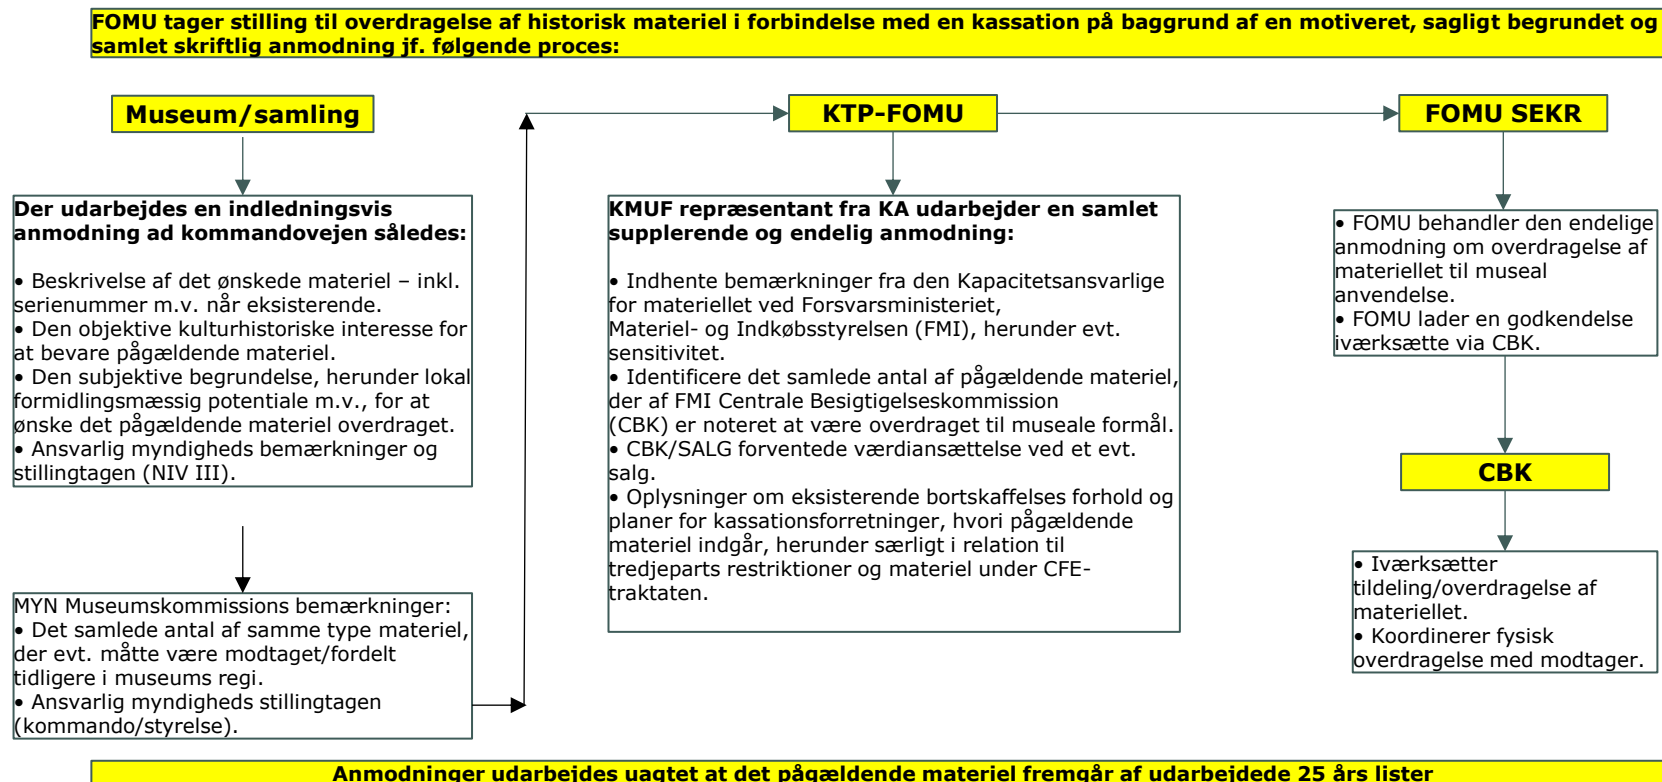 FOMU tager stilling til overdragelse af historisk materiel i forbindelse med en kassation på baggrund af en motiveret, sagligt begrundet og
samlet skriftlig anmodning jf. følgende proces:
Museum/samling
Der udarbejdes en indledningsvis
anmodning ad kommandovejen således:
• Beskrivelse af det ønskede materiel – inkl.
serienummer m.v. når eksisterende.
• Den objektive kulturhistoriske interesse for
at bevare pågældende materiel.
• Den subjektive begrundelse, herunder lokal
formidlingsmæssig potentiale m.v., for at
ønske det pågældende materiel overdraget.
• Ansvarlig myndigheds bemærkninger og
stillingtagen (NIV III).
MYN Museumskommissions bemærkninger:
• Det samlede antal af samme type materiel,
der evt. måtte være modtaget/fordelt
tidligere i museums regi.
• Ansvarlig myndigheds stillingtagen
(kommando/styrelse).
KTP-FOMU
KMUF repræsentant fra KA udarbejder en samlet
supplerende og endelig anmodning:
• Indhente bemærkninger fra den Kapacitetsansvarlige
for materiellet ved Forsvarsministeriet,
Materiel- og Indkøbsstyrelsen (FMI), herunder evt.
sensitivitet.
• Identificere det samlede antal af pågældende materiel,
der af FMI Centrale Besigtigelseskommission
(CBK) er noteret at være overdraget til museale formål.
• CBK/SALG forventede værdiansættelse ved et evt.
salg.
• Oplysninger om eksisterende bortskaffelses forhold og
planer for kassationsforretninger, hvori pågældende
materiel indgår, herunder særligt i relation til
tredjeparts restriktioner og materiel under CFE-
traktaten.
FOMU SEKR
• FOMU behandler den endelige
anmodning om overdragelse af
materiellet til museal
anvendelse.
• FOMU lader en godkendelse
iværksætte via CBK.
CBK
• Iværksætter
tildeling/overdragelse af
materiellet.
• Koordinerer fysisk
overdragelse med modtager.
Anmodninger udarbejdes uagtet at det pågældende materiel fremgår af udarbejdede 25 års lister